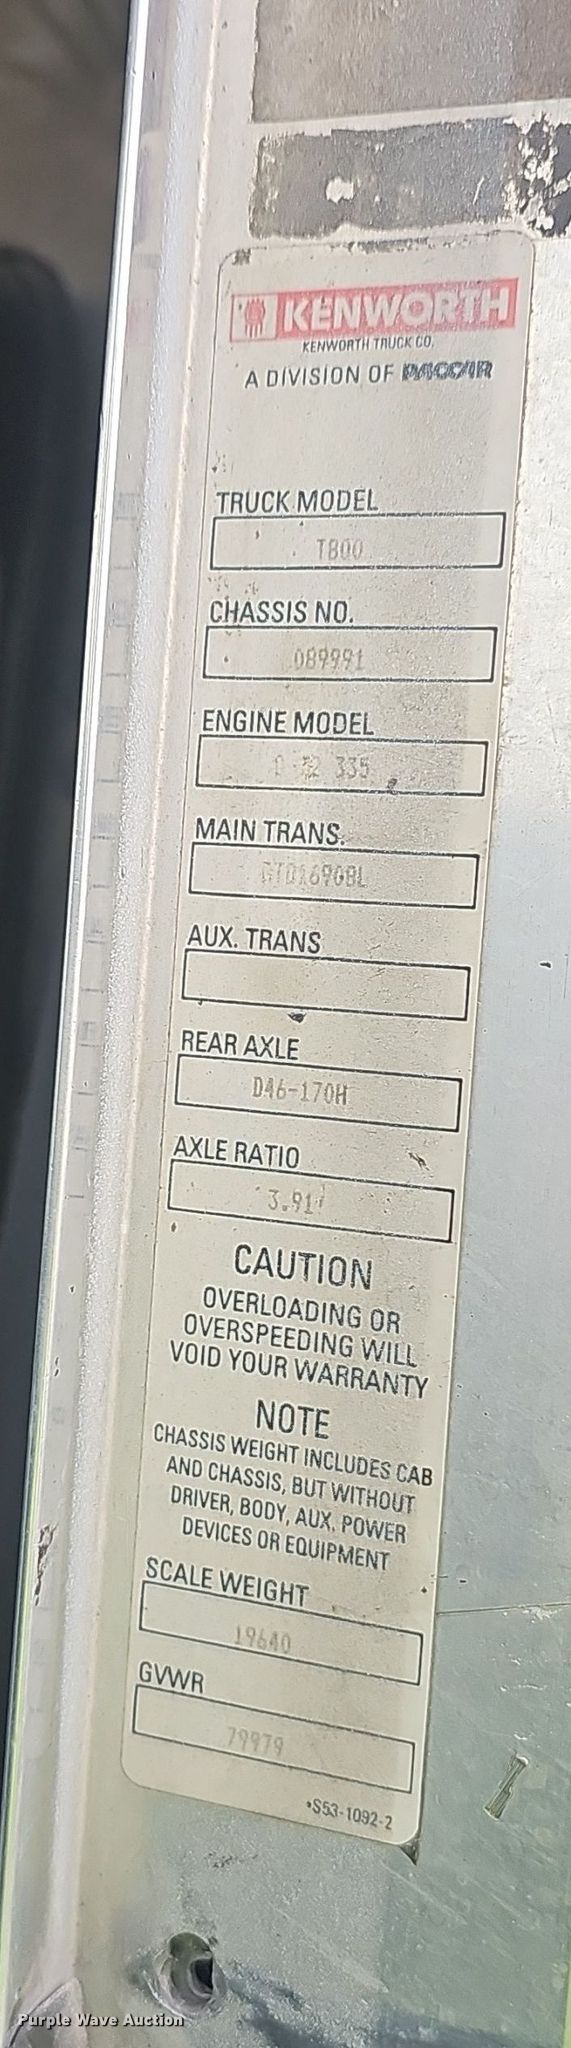 KENWORTH
KENWORTH TRUCK CO.
A DIVISION OF PACCAR
TRUCK MODEL
T800
CHASSIS NO.
089991
ENGINE MODEL
335
MAIN TRANS.
AUX. TRANS
REAR AXLE
D46-170H
AXLE RATIO
3.91
CAUTION
OVERLOADING OR
OVERSPEEDING WILL
VOID YOUR WARRANTY
NOTE
CHASSIS WEIGHT INCLUDES CAB
AND CHASSIS, BUT WITHOUT
DRIVER, BODY, AUX. POWER
DEVICES OR EQUIPMENT
SCALE WEIGHT
19640
GVWR
79979
•S53-1092-2
Purple Wave Auction